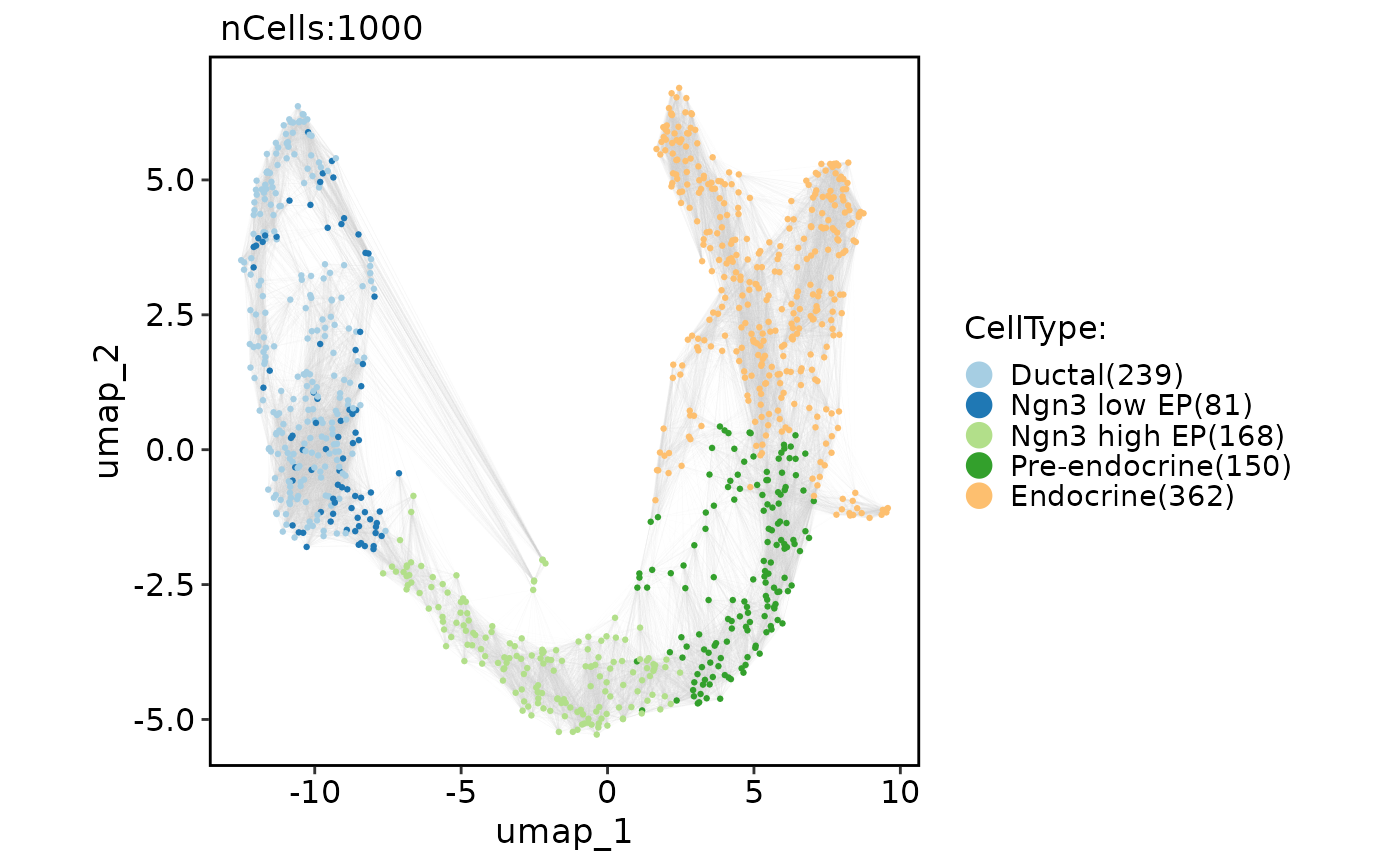 nCells:1000
5.0
2.5
0.0
-2.5
-5.0
umap_2
-10
-5
0
5
10
umap_1
CellType:
Ductal(239)
Ngn3 low EP(81)
Ngn3 high EP(168)
Pre-endocrine(150)
Endocrine(362)